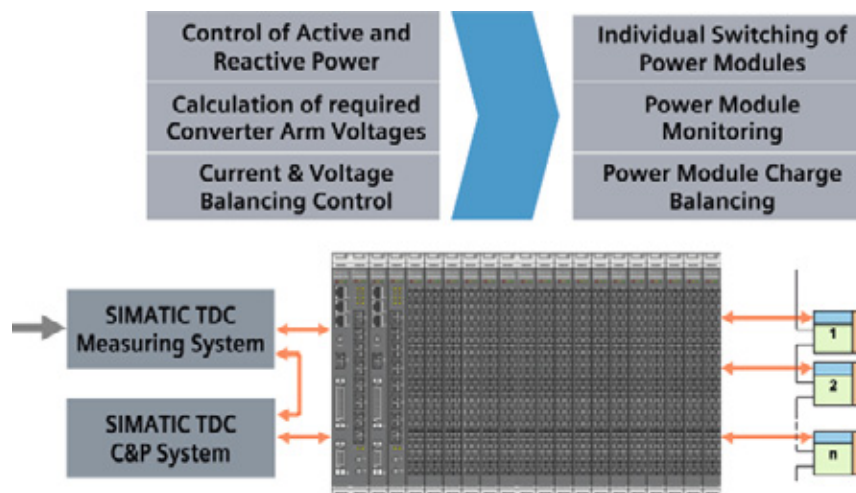 Control of Active and
Reactive Power
Calculation of required
Converter Arm Voltages
Current & Voltage
Balancing Control
Individual Switching of
Power Modules
Power Module
Monitoring
Power Module Charge
Balancing
SIMATIC TDC
Measuring System
SIMATIC TDC
C&P System
1
2
n